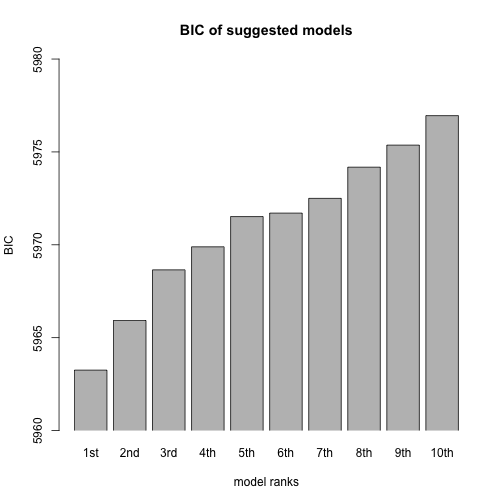 BIC of suggested models
5980
5975
5970
5965
5960
BIC
1st 2nd 3rd 4th 5th 6th 7th 8th 9th 10th
model ranks